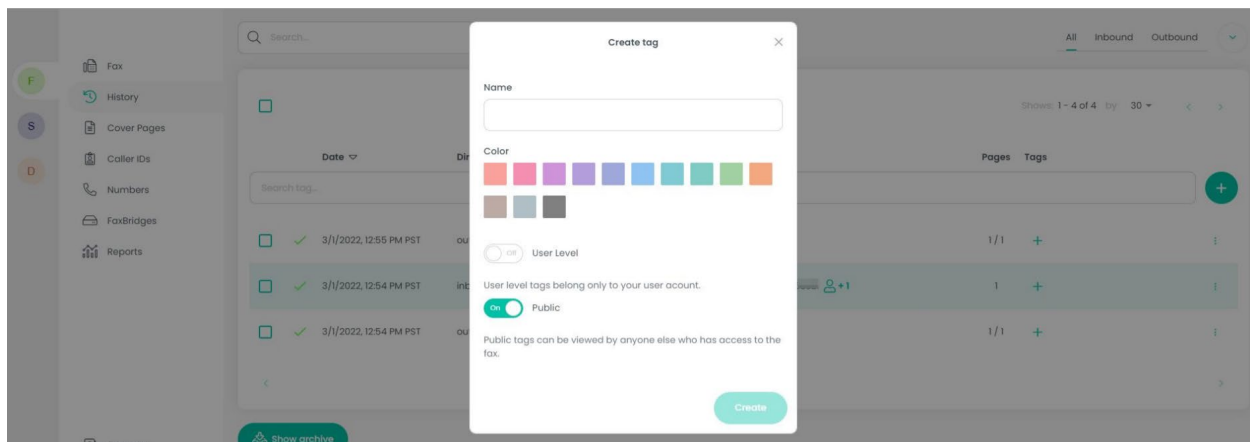 Search...
Create tag
All Inbound Outbound
F
Fax
History
Name
Shows: 1 - 4 of 4 by: 30
S
Cover Pages
Caller IDs
Date
Dir
Color
Pages Tags
D
Numbers
Search tag...
FaxBridges
Reports
3/1/2022, 12:55 PM PST
ou
Off User Level
1 / 1
3/1/2022, 12:54 PM PST
inb
User level tags belong only to your user acount.
+1
1
On Public
3/1/2022, 12:54 PM PST
ou
1 / 1
Public tags can be viewed by anyone else who has access to the
fax.
Create
Show archive